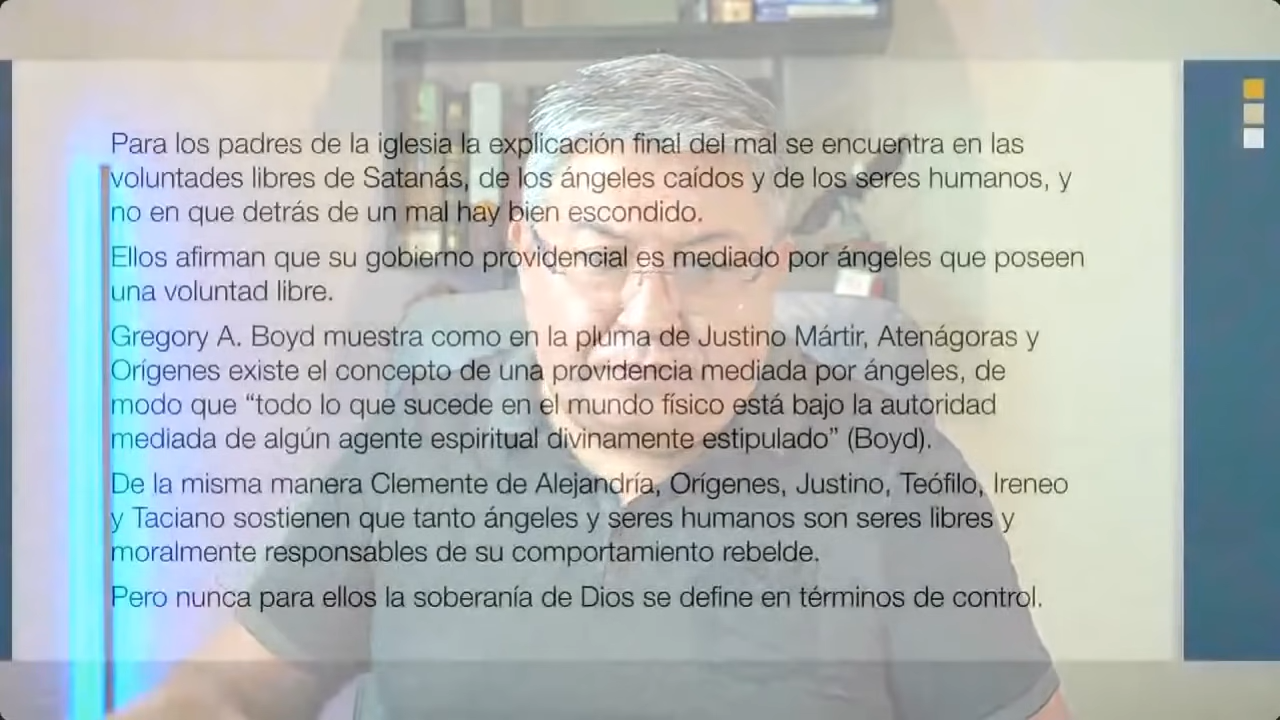 Para los padres de la iglesia la explicación final del mal se encuentra en las
voluntades libres de Satanás, de los ángeles caídos y de los seres humanos, y
no en que detrás de un mal hay bien escondido.
Ellos afirman que su gobierno providencial es mediado por ángeles que poseen
una voluntad libre.
Gregory A. Boyd muestra como en la pluma de Justino Mártir, Atenágoras y
Orígenes existe el concepto de una providencia mediada por ángeles, de
modo que “todo lo que sucede en el mundo físico está bajo la autoridad
mediada de algún agente espiritual divinamente estipulado” (Boyd).
De la misma manera Clemente de Alejandría, Orígenes, Justino, Teófilo, Ireneo
y Taciano sostienen que tanto ángeles y seres humanos son seres libres y
moralmente responsables de su comportamiento rebelde.
Pero nunca para ellos la soberanía de Dios se define en términos de control.